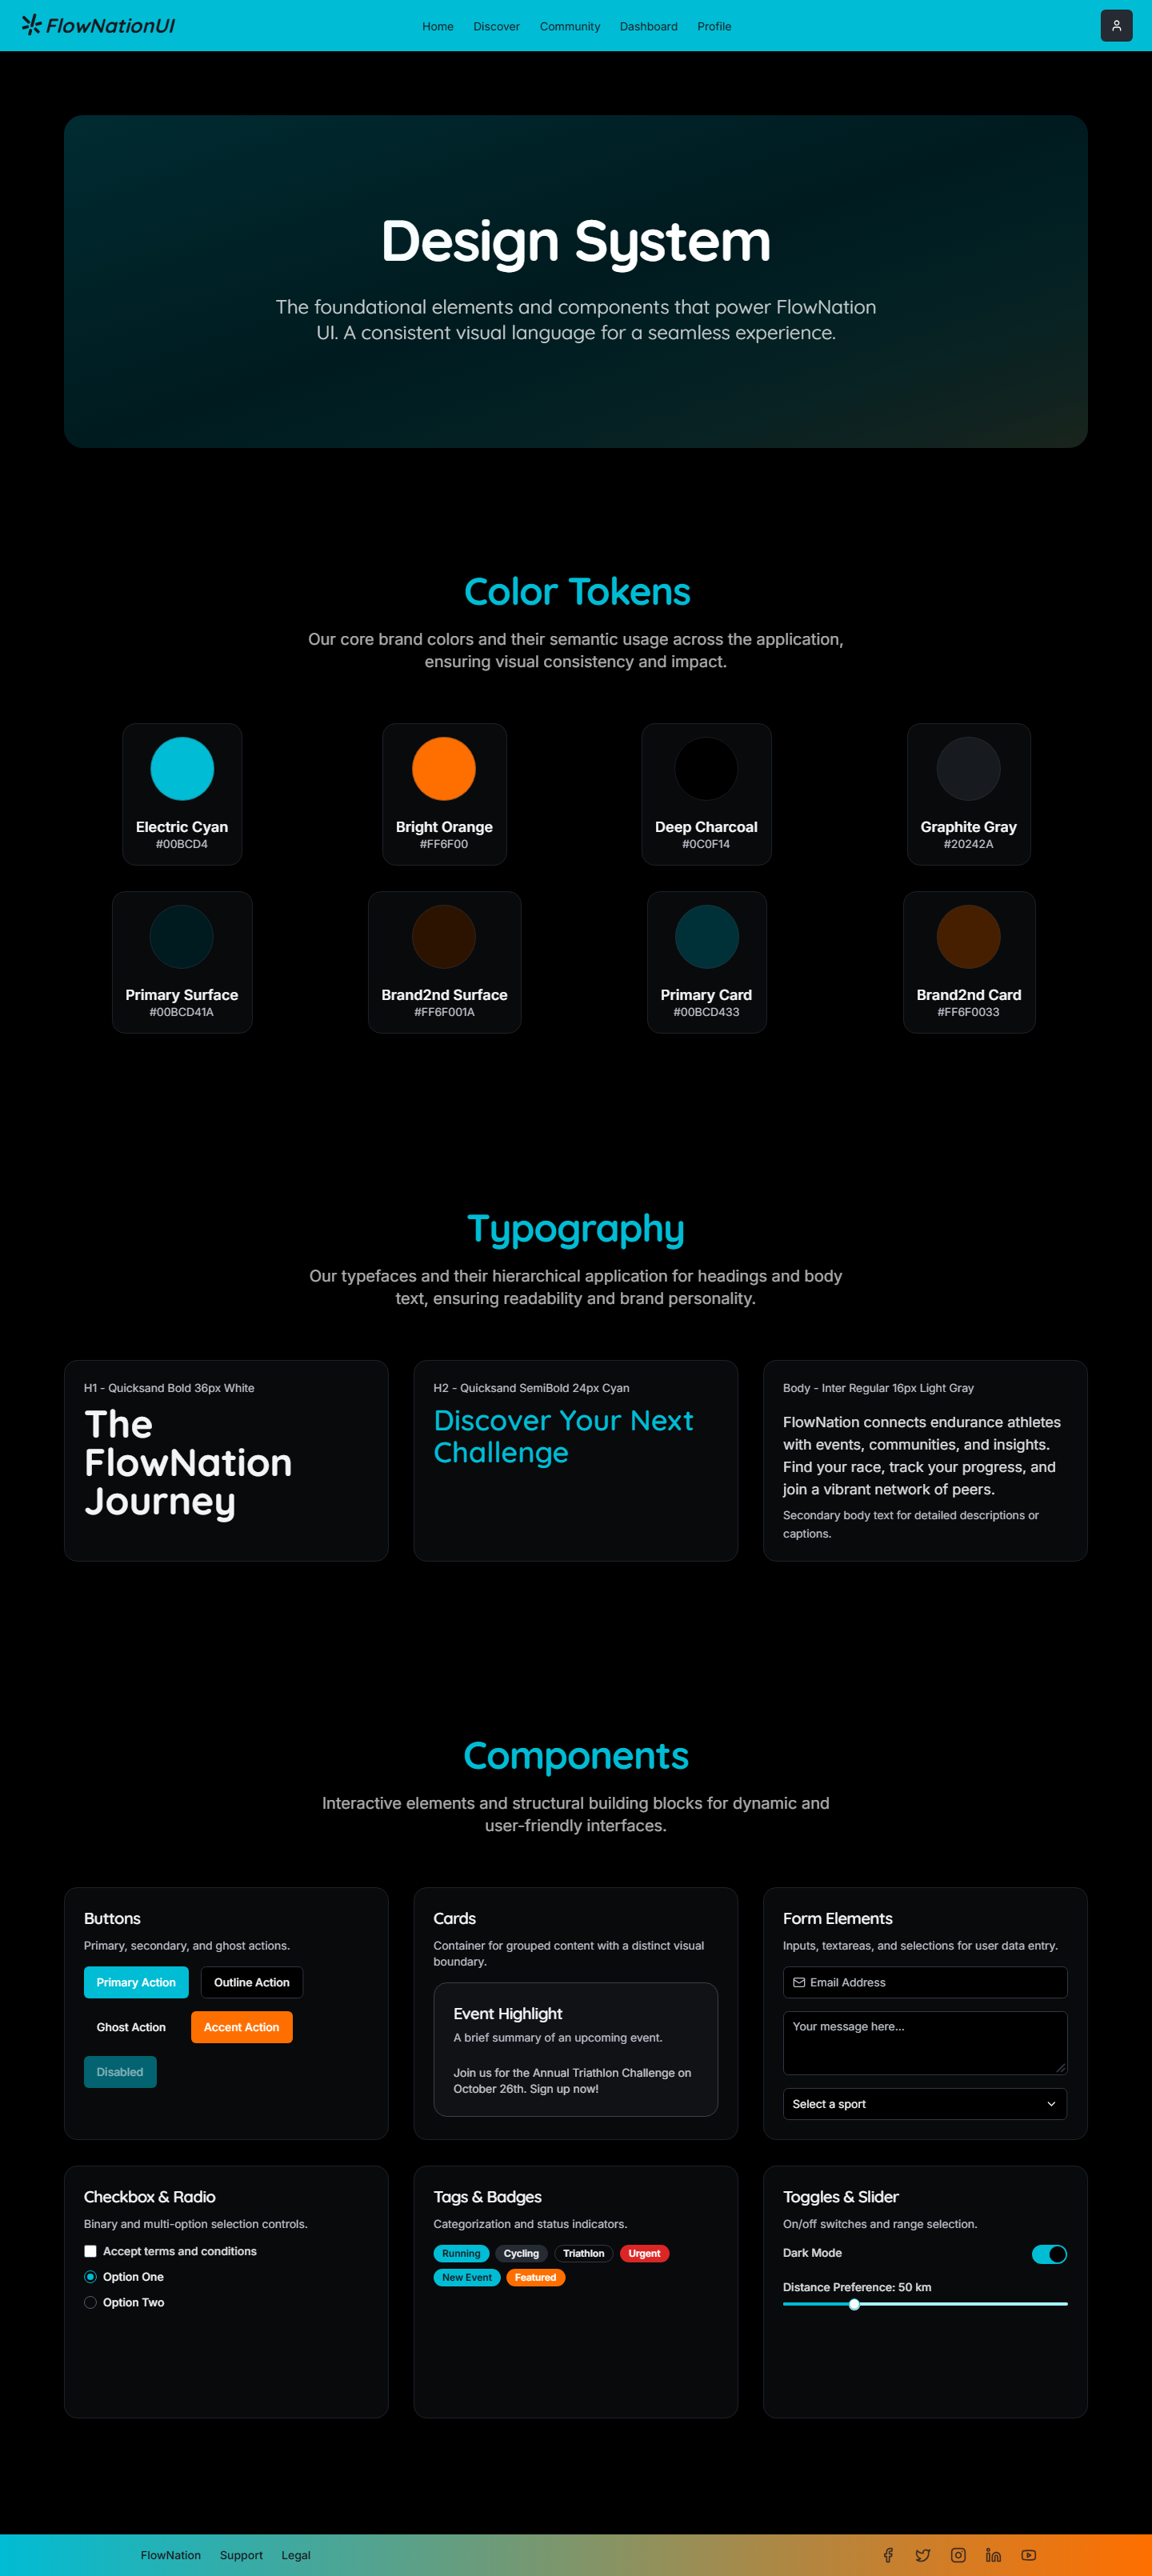 FlowNationUI
Home Discover Community Dashboard Profile
Design System
The foundational elements and components that power FlowNation
UI. A consistent visual language for a seamless experience.
Color Tokens
Our core brand colors and their semantic usage across the application,
ensuring visual consistency and impact.
Electric Cyan
#00BCD4
Bright Orange
#FF6F00
Deep Charcoal
#0C0F14
Graphite Gray
#20242A
Primary Surface
#00BCD41A
Brand2nd Surface
#FF6F001A
Primary Card
#00BCD433
Brand2nd Card
#FF6F0033
Typography
Our typefaces and their hierarchical application for headings and body
text, ensuring readability and brand personality.
H1 - Quicksand Bold 36px White
The
FlowNation
Journey
H2 - Quicksand SemiBold 24px Cyan
Discover Your Next
Challenge
Body - Inter Regular 16px Light Gray
FlowNation connects endurance athletes
with events, communities, and insights.
Find your race, track your progress, and
join a vibrant network of peers.
Secondary body text for detailed descriptions or
captions.
Components
Interactive elements and structural building blocks for dynamic and
user-friendly interfaces.
Buttons
Primary, secondary, and ghost actions.
Primary Action Outline Action
Ghost Action Accent Action
Disabled
Cards
Container for grouped content with a distinct visual
boundary.
Event Highlight
A brief summary of an upcoming event.
Join us for the Annual Triathlon Challenge on
October 26th. Sign up now!
Form Elements
Inputs, textareas, and selections for user data entry.
Email Address
Your message here...
Select a sport
Checkbox & Radio
Binary and multi-option selection controls.
Accept terms and conditions
Option One
Option Two
Tags & Badges
Categorization and status indicators.
Running Cycling Triathlon Urgent
New Event Featured
Toggles & Slider
On/off switches and range selection.
Dark Mode
Distance Preference: 50 km
FlowNation Support Legal